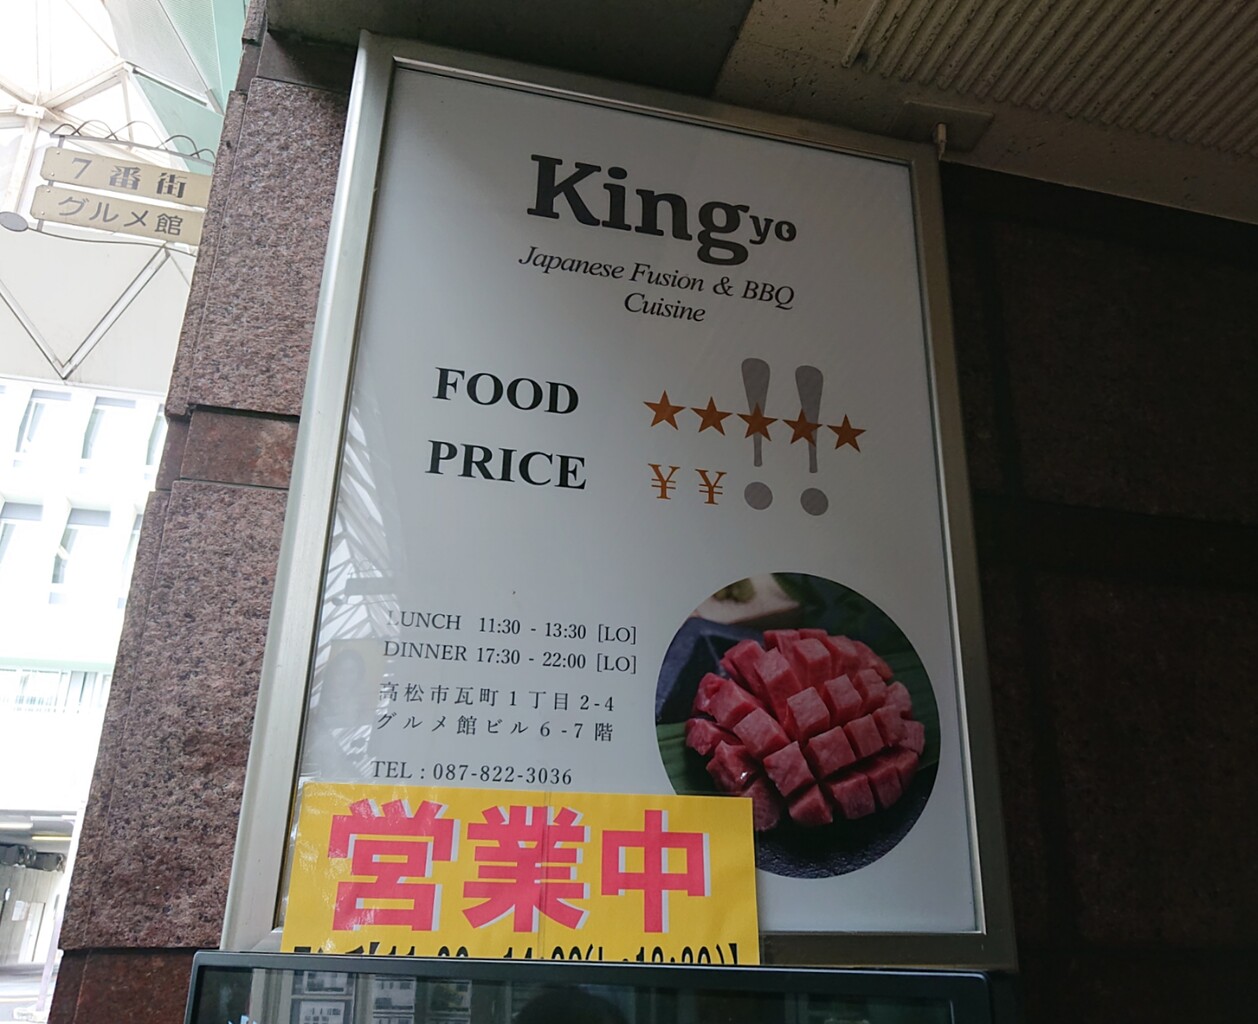 7番街
グルメ館
Kingyo
Japanese Fusion & BBQ
Cuisine
FOOD ★★★★★
PRICE ¥¥
!!
LUNCH 11:30 - 13:30 [LO]
DINNER 17:30 - 22:00 [LO]
高松市瓦町1丁目2-4
グルメ館ビル6-7階
TEL : 087-822-3036
営業中